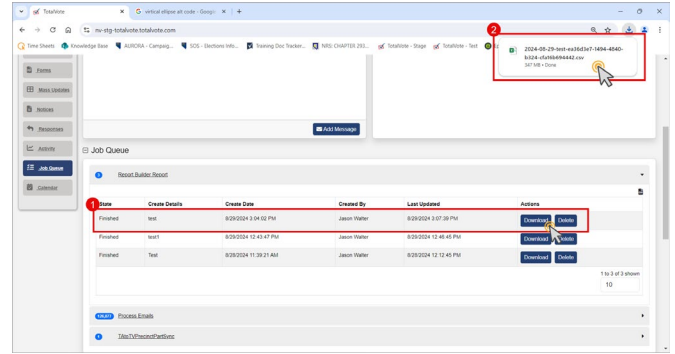 TotalVote
G virtical ellipse alt code - Google
nv-stg-totalvote.totalvote.com
2
Time Sheets
Knowledge Base
AURORA - Campaig...
SOS - Elections Info...
Training Doc Tracker...
NRS: CHAPTER 293...
TotalVote - Stage
TotalVote - Test
2024-08-29-test-ea36d3e7-1494-4840-
b324-cfa16b694442.csv
347 MB • Done
Forms
Mass Updates
Notices
Responses
Activity
Job Queue
Calendar
Add Message
Job Queue
3 Report Builder Report
1
State Create Details Create Date Created By Last Updated Actions
Finished test 8/29/2024 3:04:02 PM Jason Walter 8/29/2024 3:07:39 PM Download Delete
Finished test1 8/29/2024 12:43:47 PM Jason Walter 8/29/2024 12:46:45 PM Download Delete
Finished Test 8/28/2024 11:39:21 AM Jason Walter 8/28/2024 12:12:45 PM Download Delete
1 to 3 of 3 shown
10
Process Emails
TAppTVPrecinctPartSync